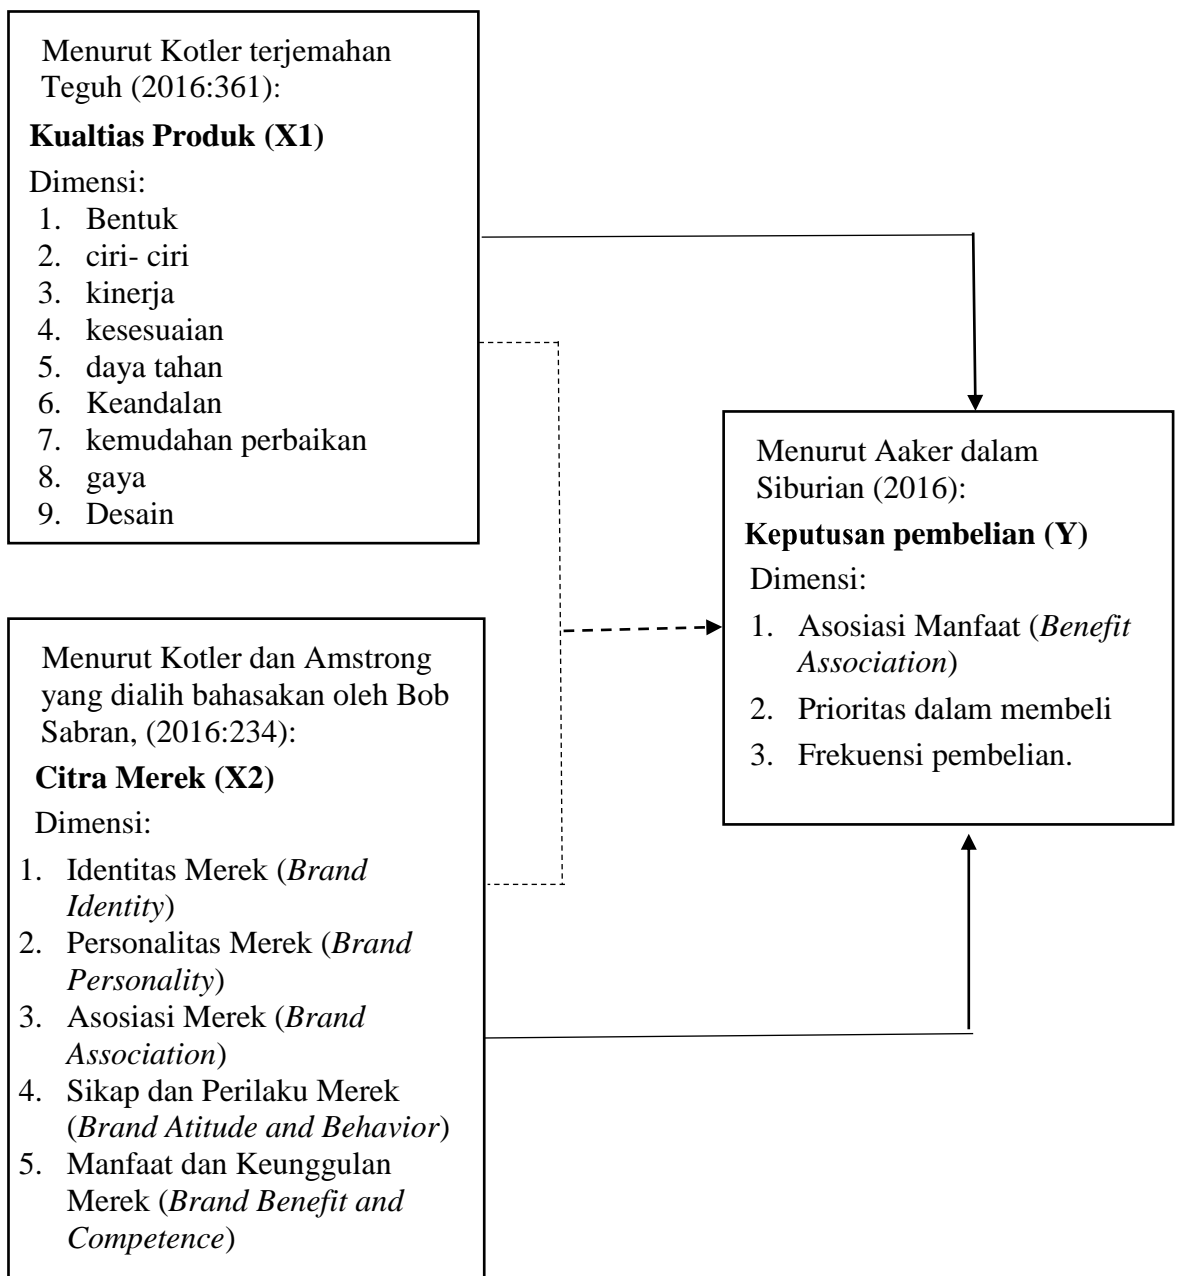 Menurut Kotler terjemahan
Teguh (2016:361):
Kualtias Produk (X1)
Dimensi:
1. Bentuk
2. ciri- ciri
3. kinerja
4. kesesuaian
5. daya tahan
6. Keandalan
7. kemudahan perbaikan
8. gaya
9. Desain
Menurut Kotler dan Amstrong
yang dialih bahasakan oleh Bob
Sabran, (2016:234):
Citra Merek (X2)
Dimensi:
1. Identitas Merek (Brand
Identity)
2. Personalitas Merek (Brand
Personality)
3. Asosiasi Merek (Brand
Association)
4. Sikap dan Perilaku Merek
(Brand Atitude and Behavior)
5. Manfaat dan Keunggulan
Merek (Brand Benefit and
Competence)
Menurut Aaker dalam
Siburian (2016):
Keputusan pembelian (Y)
Dimensi:
1. Asosiasi Manfaat (Benefit
Association)
2. Prioritas dalam membeli
3. Frekuensi pembelian.